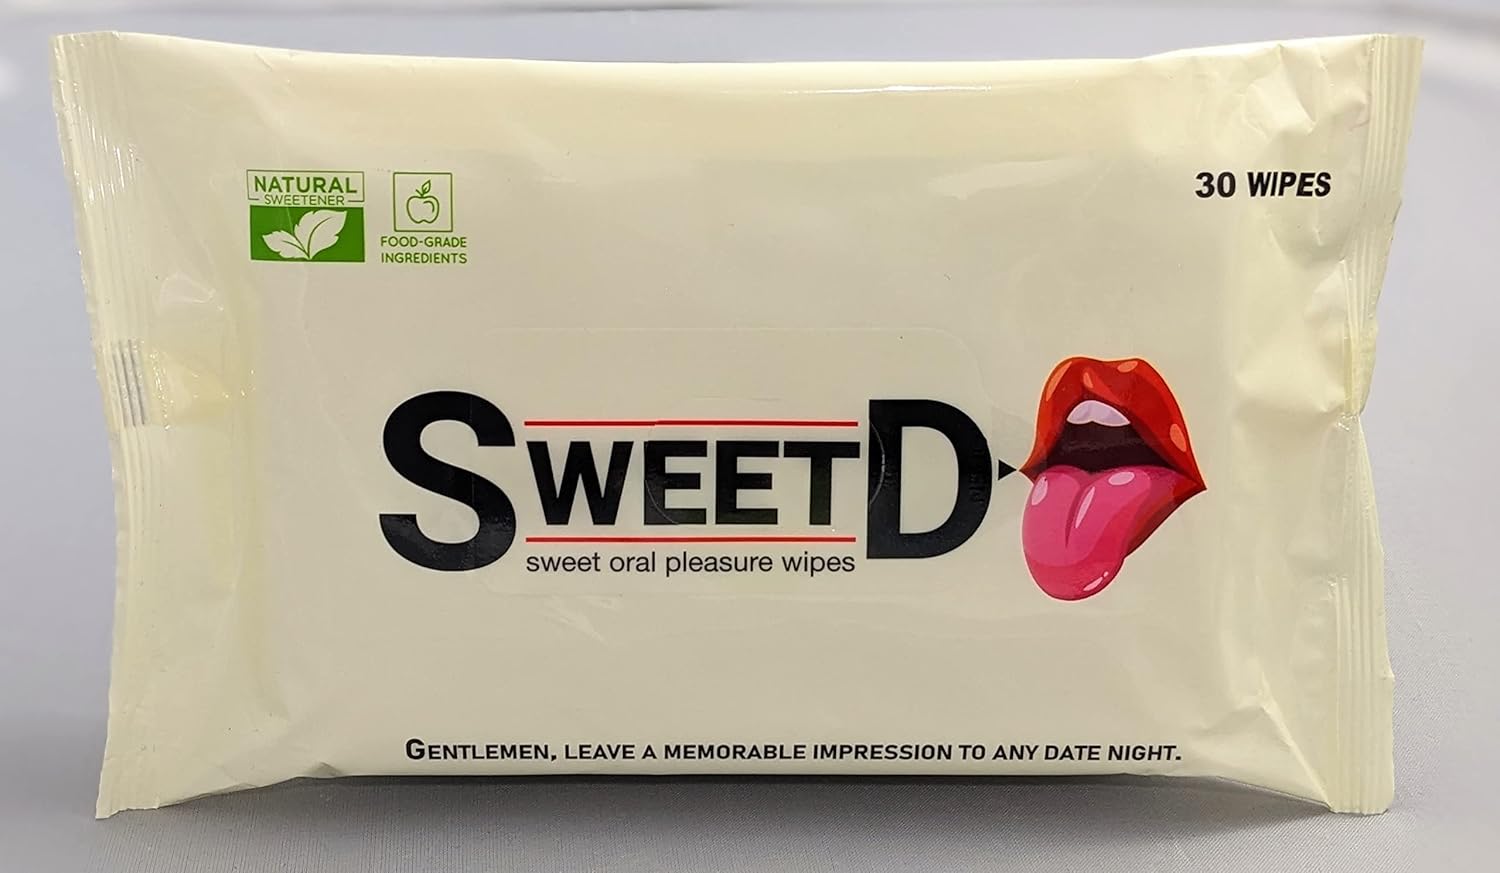 NATURAL
SWEETENER
FOOD-GRADE
INGREDIENTS
30 WIPES
SWEETD
sweet oral pleasure wipes
GENTLEMEN, LEAVE A MEMORABLE IMPRESSION TO ANY DATE NIGHT.